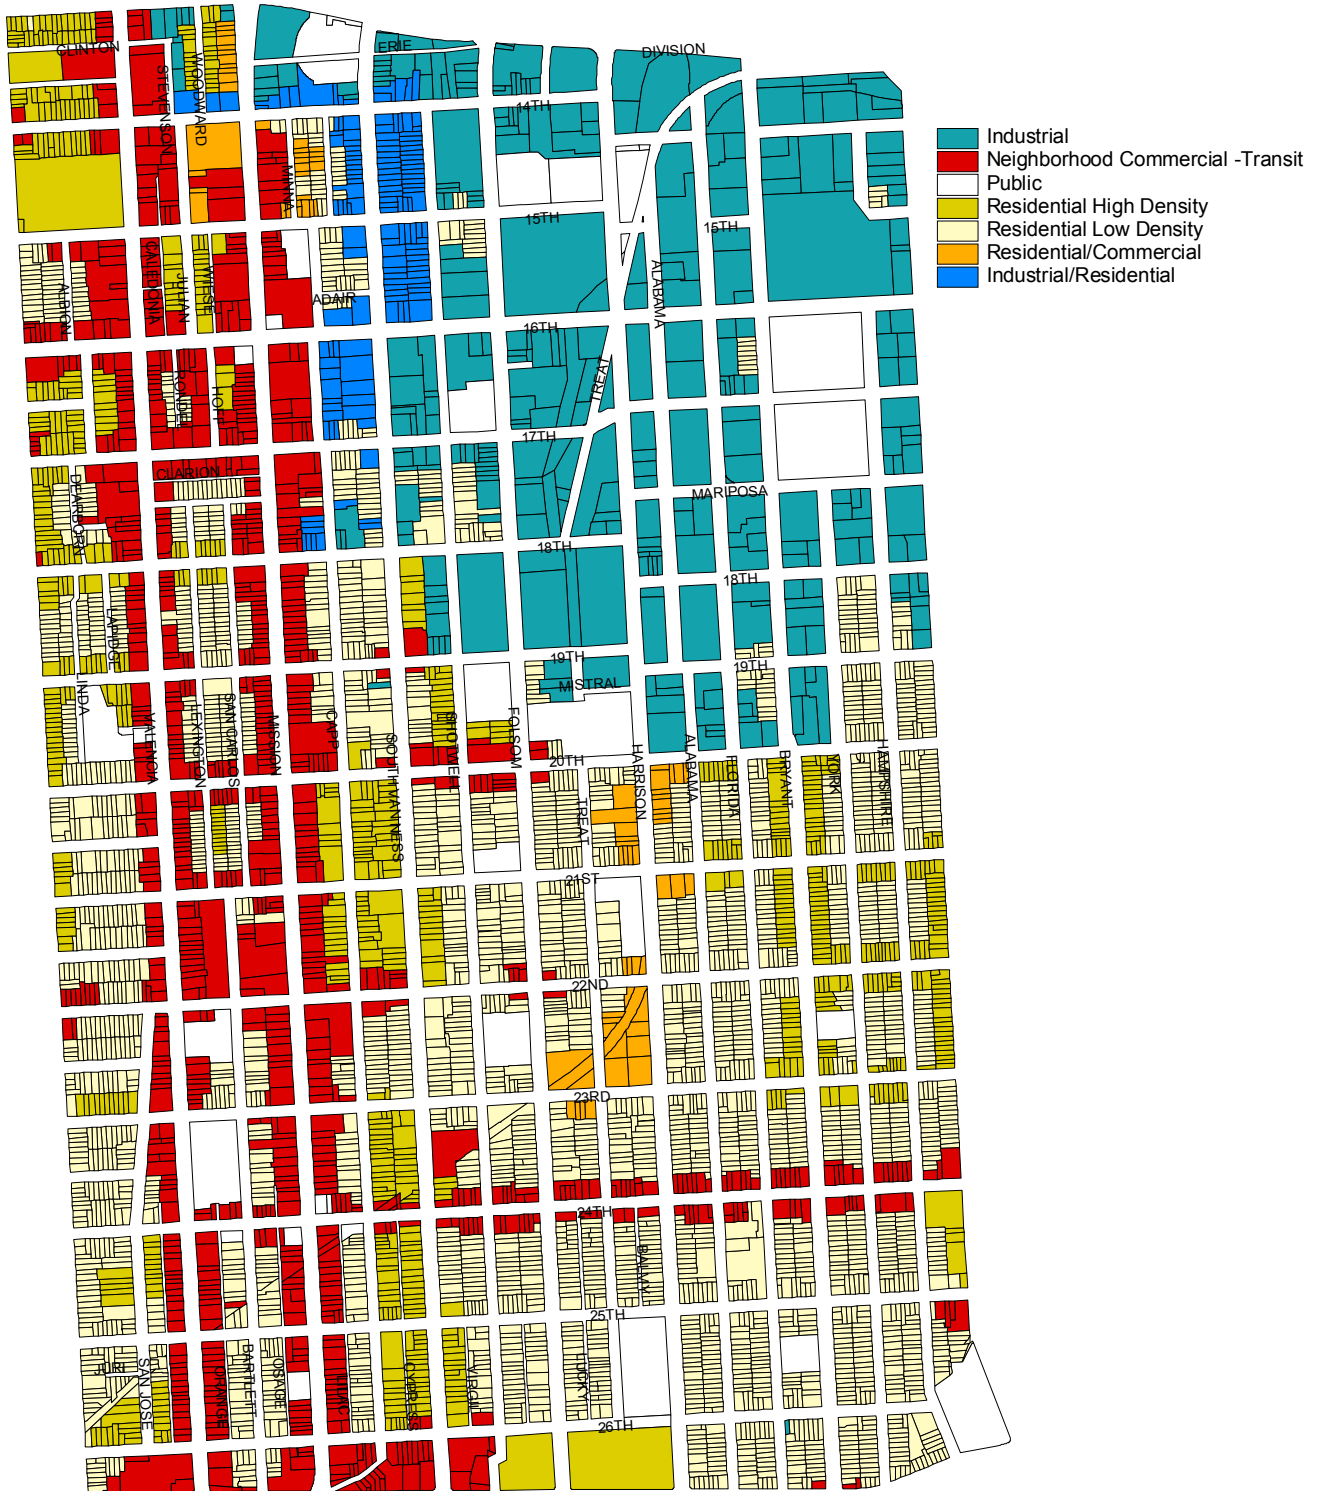 CLINTON
STEVENSON
WOODWARD
ERIE
DIVISION
14TH
MINNA
15TH
15TH
Industrial
Neighborhood Commercial -Transit
Public
Residential High Density
Residential Low Density
Residential/Commercial
Industrial/Residential
ALBION
CALEDONIA
JULIAN
WIESE
ADAIR
ALABAMA
16TH
RONDEL
HOFF
TREAT
17TH
CLARION
DEARBORN
MARIPOSA
18TH
18TH
LAPIDGE
19TH
19TH
MISTRAL
LINDA
VALENCIA
LEXINGTON
SAN CARLOS
MISSION
CAPP
SOUTH VAN NESS
SHOTWELL
FOLSOM
20TH
TREAT
HARRISON
ALABAMA
FLORIDA
BRYANT
YORK
HAMPSHIRE
21ST
22ND
23RD
24TH
BALMY
25TH
JURI
SAN JOSE
ORANGE
BARTLETT
OSAGE
LILAC
CYPRESS
VIRGIL
LUCKY
26TH